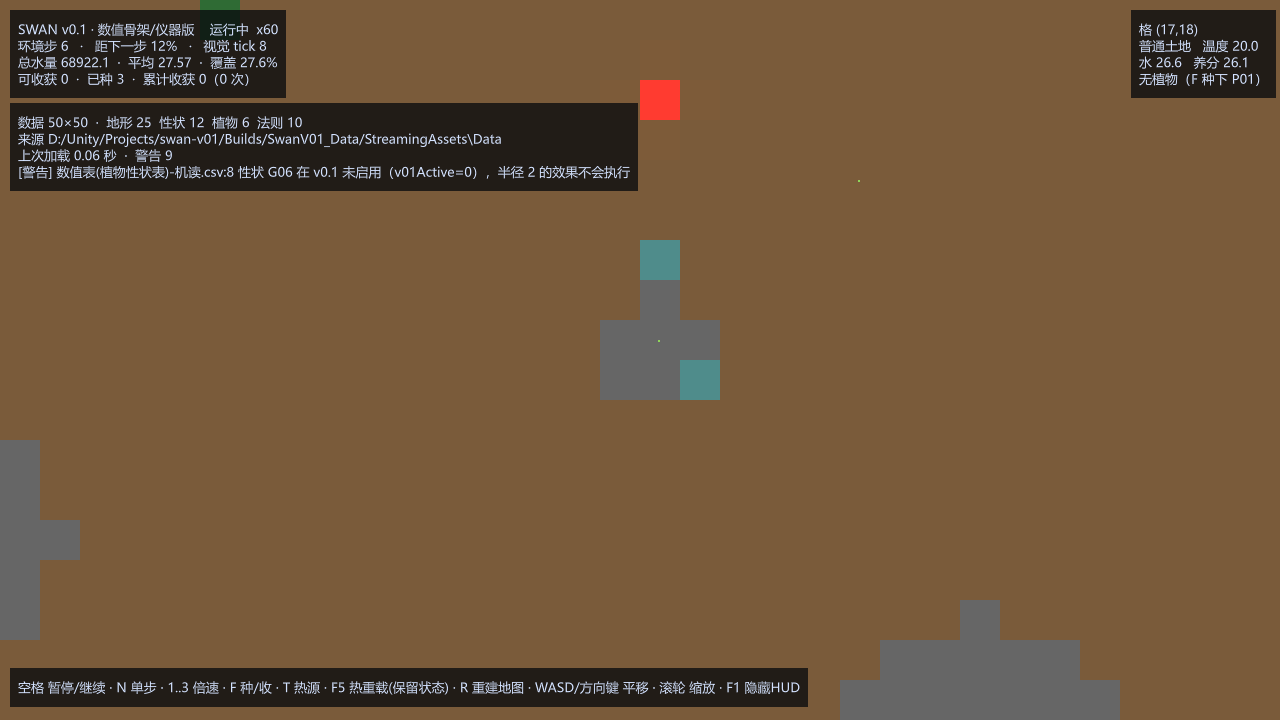 SWAN v0.1 · 数值骨架/仪器版    运行中  x60
环境步 6   ·   距下一步 12%   ·   视觉 tick 8
总水量 68922.1  ·  平均 27.57  ·  覆盖 27.6%
可收获 0  ·  已种 3  ·  累计收获 0（0 次）
数据 50×50  ·  地形 25  性状 12  植物 6  法则 10
来源 D:/Unity/Projects/swan-v01/Builds/SwanV01_Data/StreamingAssets\Data
上次加载 0.06 秒  ·  警告 9
[警告] 数值表(植物性状表)-机读.csv:8 性状 G06 在 v0.1 未启用（v01Active=0），半径 2 的效果不会执行
格 (17,18)
普通土地   温度 20.0
水 26.6   养分 26.1
无植物（F 种下 P01）
空格 暂停/继续 · N 单步 · 1..3 倍速 · F 种/收 · T 热源 · F5 热重载(保留状态) · R 重建地图 · WASD/方向键 平移 · 滚轮 缩放 · F1 隐藏HUD